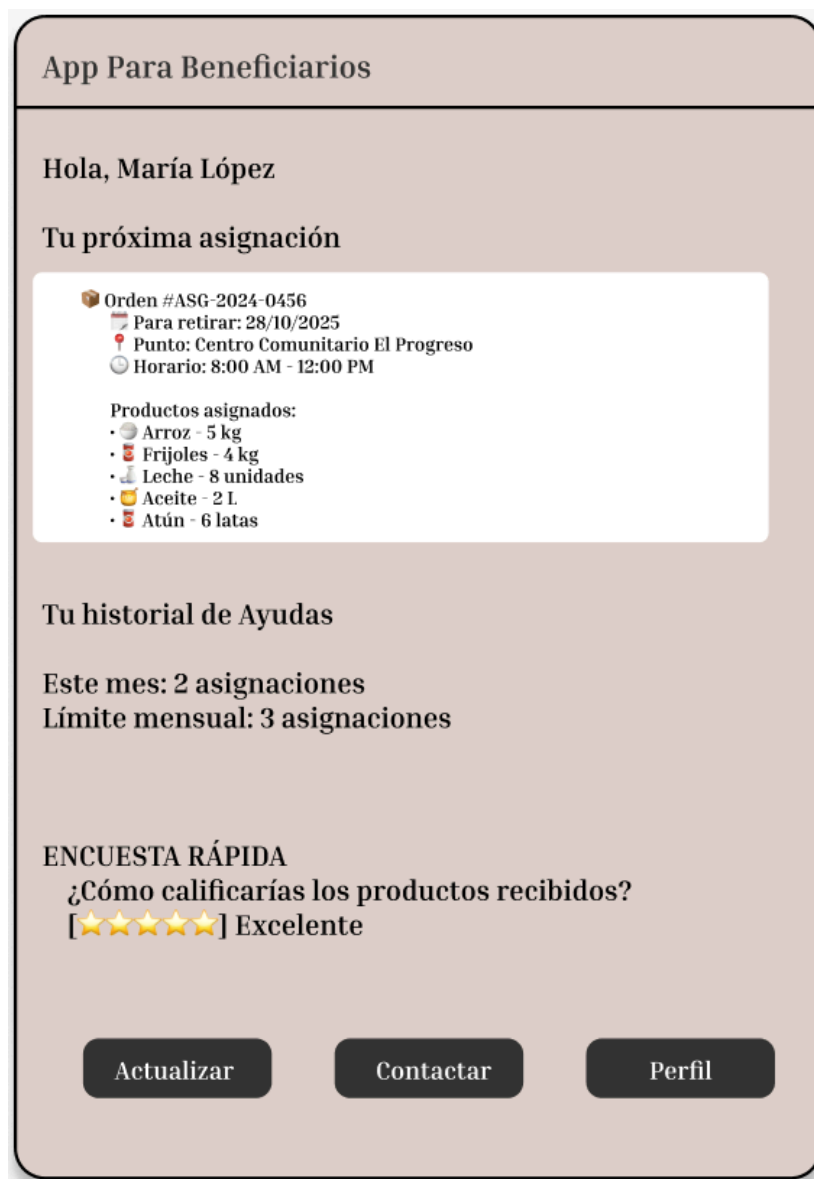 App Para Beneficiarios
Hola, María López
Tu próxima asignación
Orden #ASG-2024-0456
Para retirar: 28/10/2025
Punto: Centro Comunitario El Progreso
Horario: 8:00 AM - 12:00 PM
Productos asignados:
• Arroz - 5 kg
• Frijoles - 4 kg
• Leche - 8 unidades
• Aceite - 2 L
• Atún - 6 latas
Tu historial de Ayudas
Este mes: 2 asignaciones
Límite mensual: 3 asignaciones
ENCUESTA RÁPIDA
¿Cómo calificarías los productos recibidos?
[⭐⭐⭐⭐⭐] Excelente
Actualizar
Contactar
Perfil